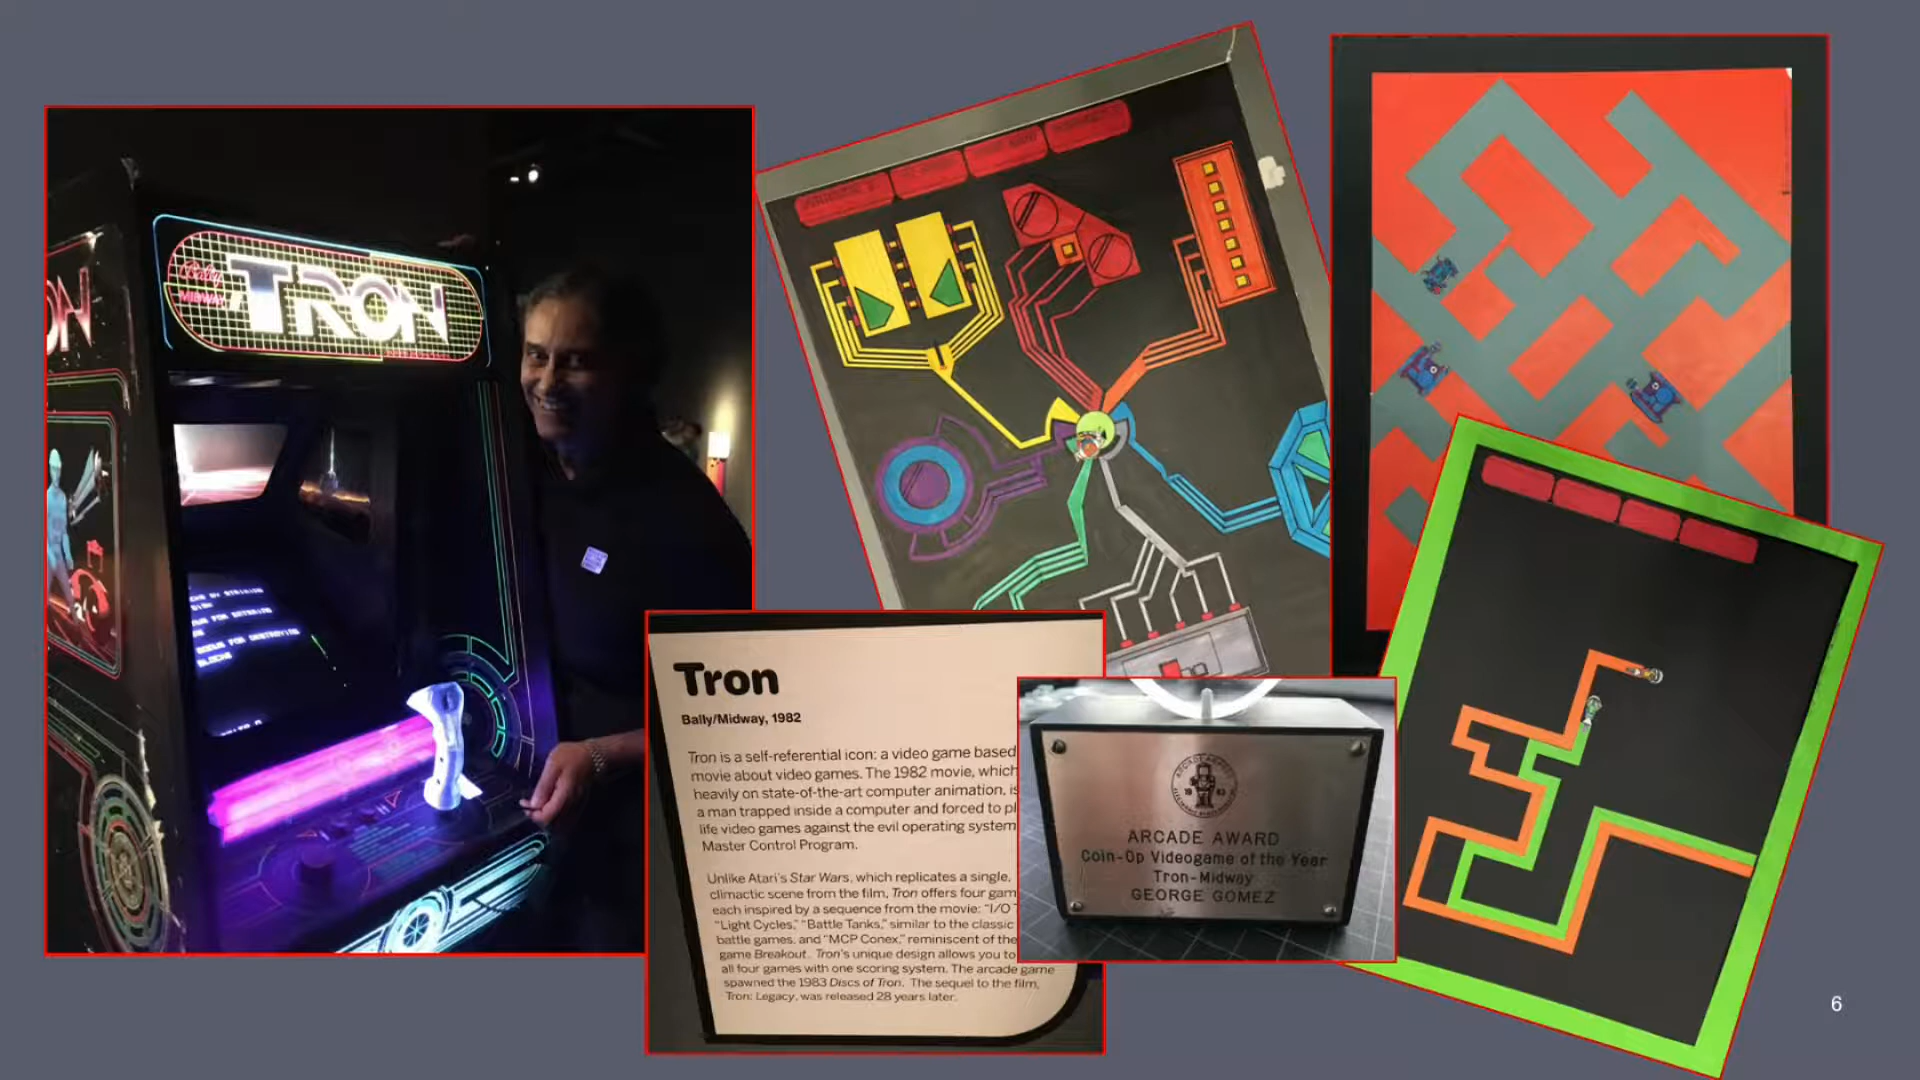 Bally
MIDWAY
TRON
RON
BONUS FOR DESTROYING
BLOCKS
Tron
Bally/Midway, 1982
Tron is a self-referential icon: a video game based
movie about video games. The 1982 movie, which
heavily on state-of-the-art computer animation, is
a man trapped inside a computer and forced to pl
life video games against the evil operating system
Master Control Program.
Unlike Atari's Star Wars, which replicates a single,
climactic scene from the film, Tron offers four gam
each inspired by a sequence from the movie: "I/O T
"Light Cycles," "Battle Tanks," similar to the classic
battle games, and "MCP Conex," reminiscent of the
game Breakout. Tron's unique design allows you to
all four games with one scoring system. The arcade game
spawned the 1983 Discs of Tron. The sequel to the film,
Tron: Legacy, was released 28 years later.
ARCADE AWARD
Coin-Op Videogame of the Year
Tron-Midway
GEORGE GOMEZ
6